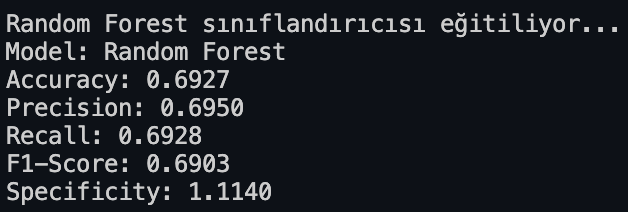 Random Forest sınıflandırıcısı eğitiliyor...
Model: Random Forest
Accuracy: 0.6927
Precision: 0.6950
Recall: 0.6928
F1-Score: 0.6903
Specificity: 1.1140